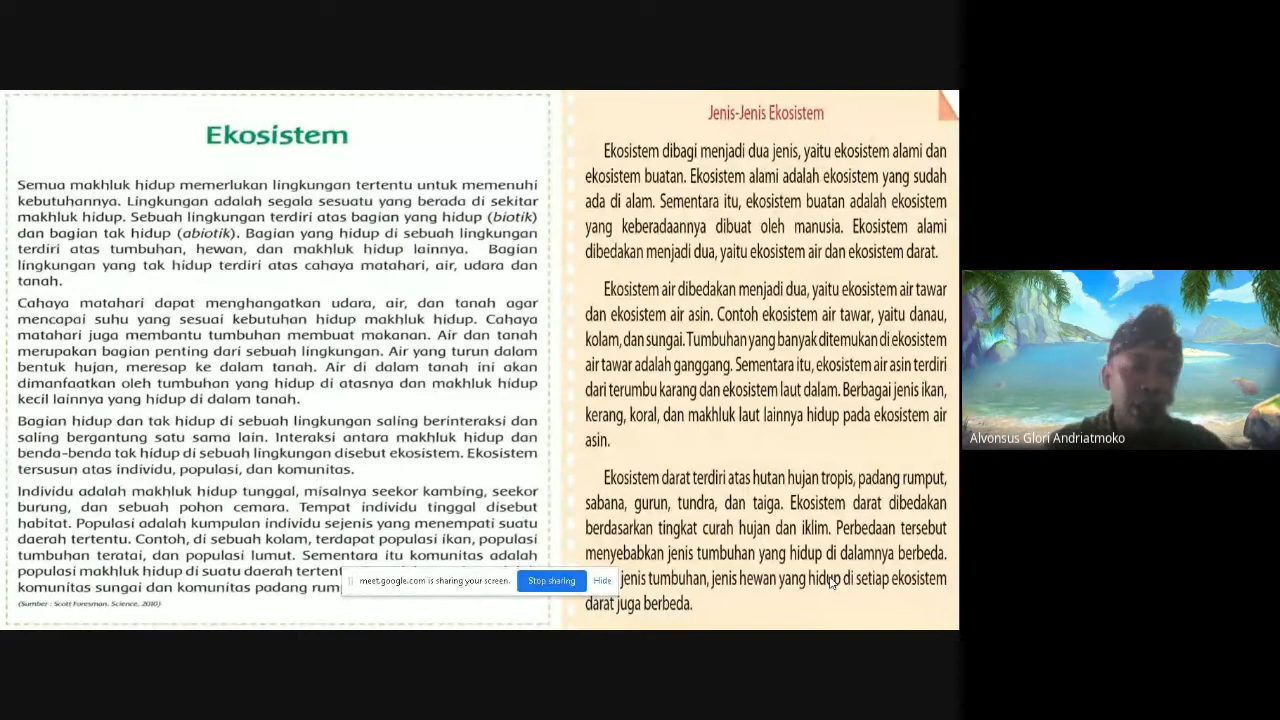 Ekosistem
Semua makhluk hidup memerlukan lingkungan tertentu untuk memenuhi
kebutuhannya. Lingkungan adalah segala sesuatu yang berada di sekitar
makhluk hidup. Sebuah lingkungan terdiri atas bagian yang hidup (biotik)
dan bagian tak hidup (abiotik). Bagian yang hidup di sebuah lingkungan
terdiri atas tumbuhan, hewan, dan makhluk hidup lainnya. Bagian
lingkungan yang tak hidup terdiri atas cahaya matahari, air, udara dan
tanah.
Cahaya matahari dapat menghangatkan udara, air, dan tanah agar
mencapai suhu yang sesuai kebutuhan hidup makhluk hidup. Cahaya
matahari juga membantu tumbuhan membuat makanan. Air dan tanah
merupakan bagian penting dari sebuah lingkungan. Air yang turun dalam
bentuk hujan, meresap ke dalam tanah. Air di dalam tanah ini akan
dimanfaatkan oleh tumbuhan yang hidup di atasnya dan makhluk hidup
kecil lainnya yang hidup di dalam tanah.
Bagian hidup dan tak hidup di sebuah lingkungan saling berinteraksi dan
saling bergantung satu sama lain. Interaksi antara makhluk hidup dan
benda-benda tak hidup di sebuah lingkungan disebut ekosistem. Ekosistem
tersusun atas individu, populasi, dan komunitas.
Individu adalah makhluk hidup tunggal, misalnya seekor kambing, seekor
burung, dan sebuah pohon cemara. Tempat individu tinggal disebut
habitat. Populasi adalah kumpulan individu sejenis yang menempati suatu
daerah tertentu. Contoh, di sebuah kolam, terdapat populasi ikan, populasi
tumbuhan teratai, dan populasi lumut. Sementara itu komunitas adalah
populasi makhluk hidup di suatu daerah tertent
komunitas sungai dan komunitas padang rum
(Sumber : Scott Foresman. Science, 2010)
Jenis-Jenis Ekosistem
Ekosistem dibagi menjadi dua jenis, yaitu ekosistem alami dan
ekosistem buatan. Ekosistem alami adalah ekosistem yang sudah
ada di alam. Sementara itu, ekosistem buatan adalah ekosistem
yang keberadaannya dibuat oleh manusia. Ekosistem alami
dibedakan menjadi dua, yaitu ekosistem air dan ekosistem darat.
Ekosistem air dibedakan menjadi dua, yaitu ekosistem air tawar
dan ekosistem air asin. Contoh ekosistem air tawar, yaitu danau,
kolam, dan sungai. Tumbuhan yang banyak ditemukan di ekosistem
air tawar adalah ganggang. Sementara itu, ekosistem air asin terdiri
dari terumbu karang dan ekosistem laut dalam. Berbagai jenis ikan,
kerang, koral, dan makhluk laut lainnya hidup pada ekosistem air
asin.
Ekosistem darat terdiri atas hutan hujan tropis, padang rumput,
sabana, gurun, tundra, dan taiga. Ekosistem darat dibedakan
berdasarkan tingkat curah hujan dan iklim. Perbedaan tersebut
menyebabkan jenis tumbuhan yang hidup di dalamnya berbeda.
jenis tumbuhan, jenis hewan yang hidup di setiap ekosistem
darat juga berbeda.
meet.google.com is sharing your screen. Stop sharing Hide
Alvonsus Glori Andriatmoko